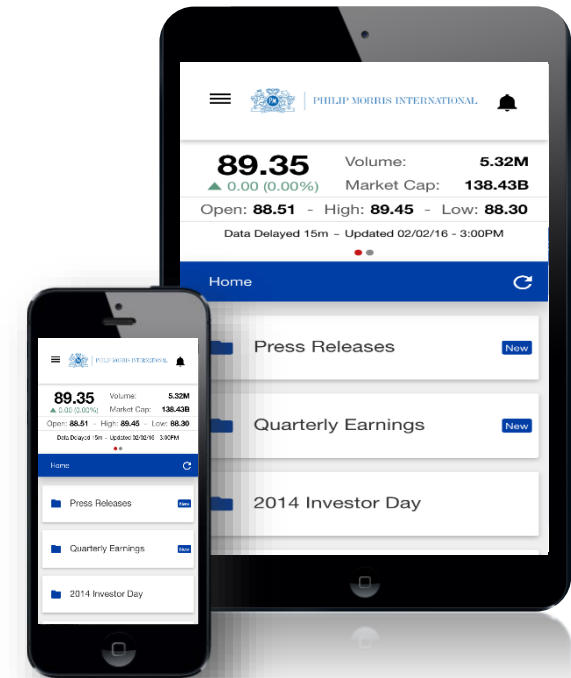 PHILIP MORRIS INTERNATIONAL
89.35 Volume: 5.32M
▲ 0.00 (0.00%) Market Cap: 138.43B
Open: 88.51 - High: 89.45 - Low: 88.30
Data Delayed 15m - Updated 02/02/16 - 3:00PM
Home
Press Releases New
Quarterly Earnings New
2014 Investor Day
PHILIP MORRIS INTERNATIONAL
89.35 Volume: 5.32M
▲ 0.00 (0.00%) Market Cap: 138.43B
Open: 88.51 - High: 89.45 - Low: 88.30
Data Delayed 15m - Updated 02/02/16 - 3:00PM
Home
Press Releases New
Quarterly Earnings New
2014 Investor Day